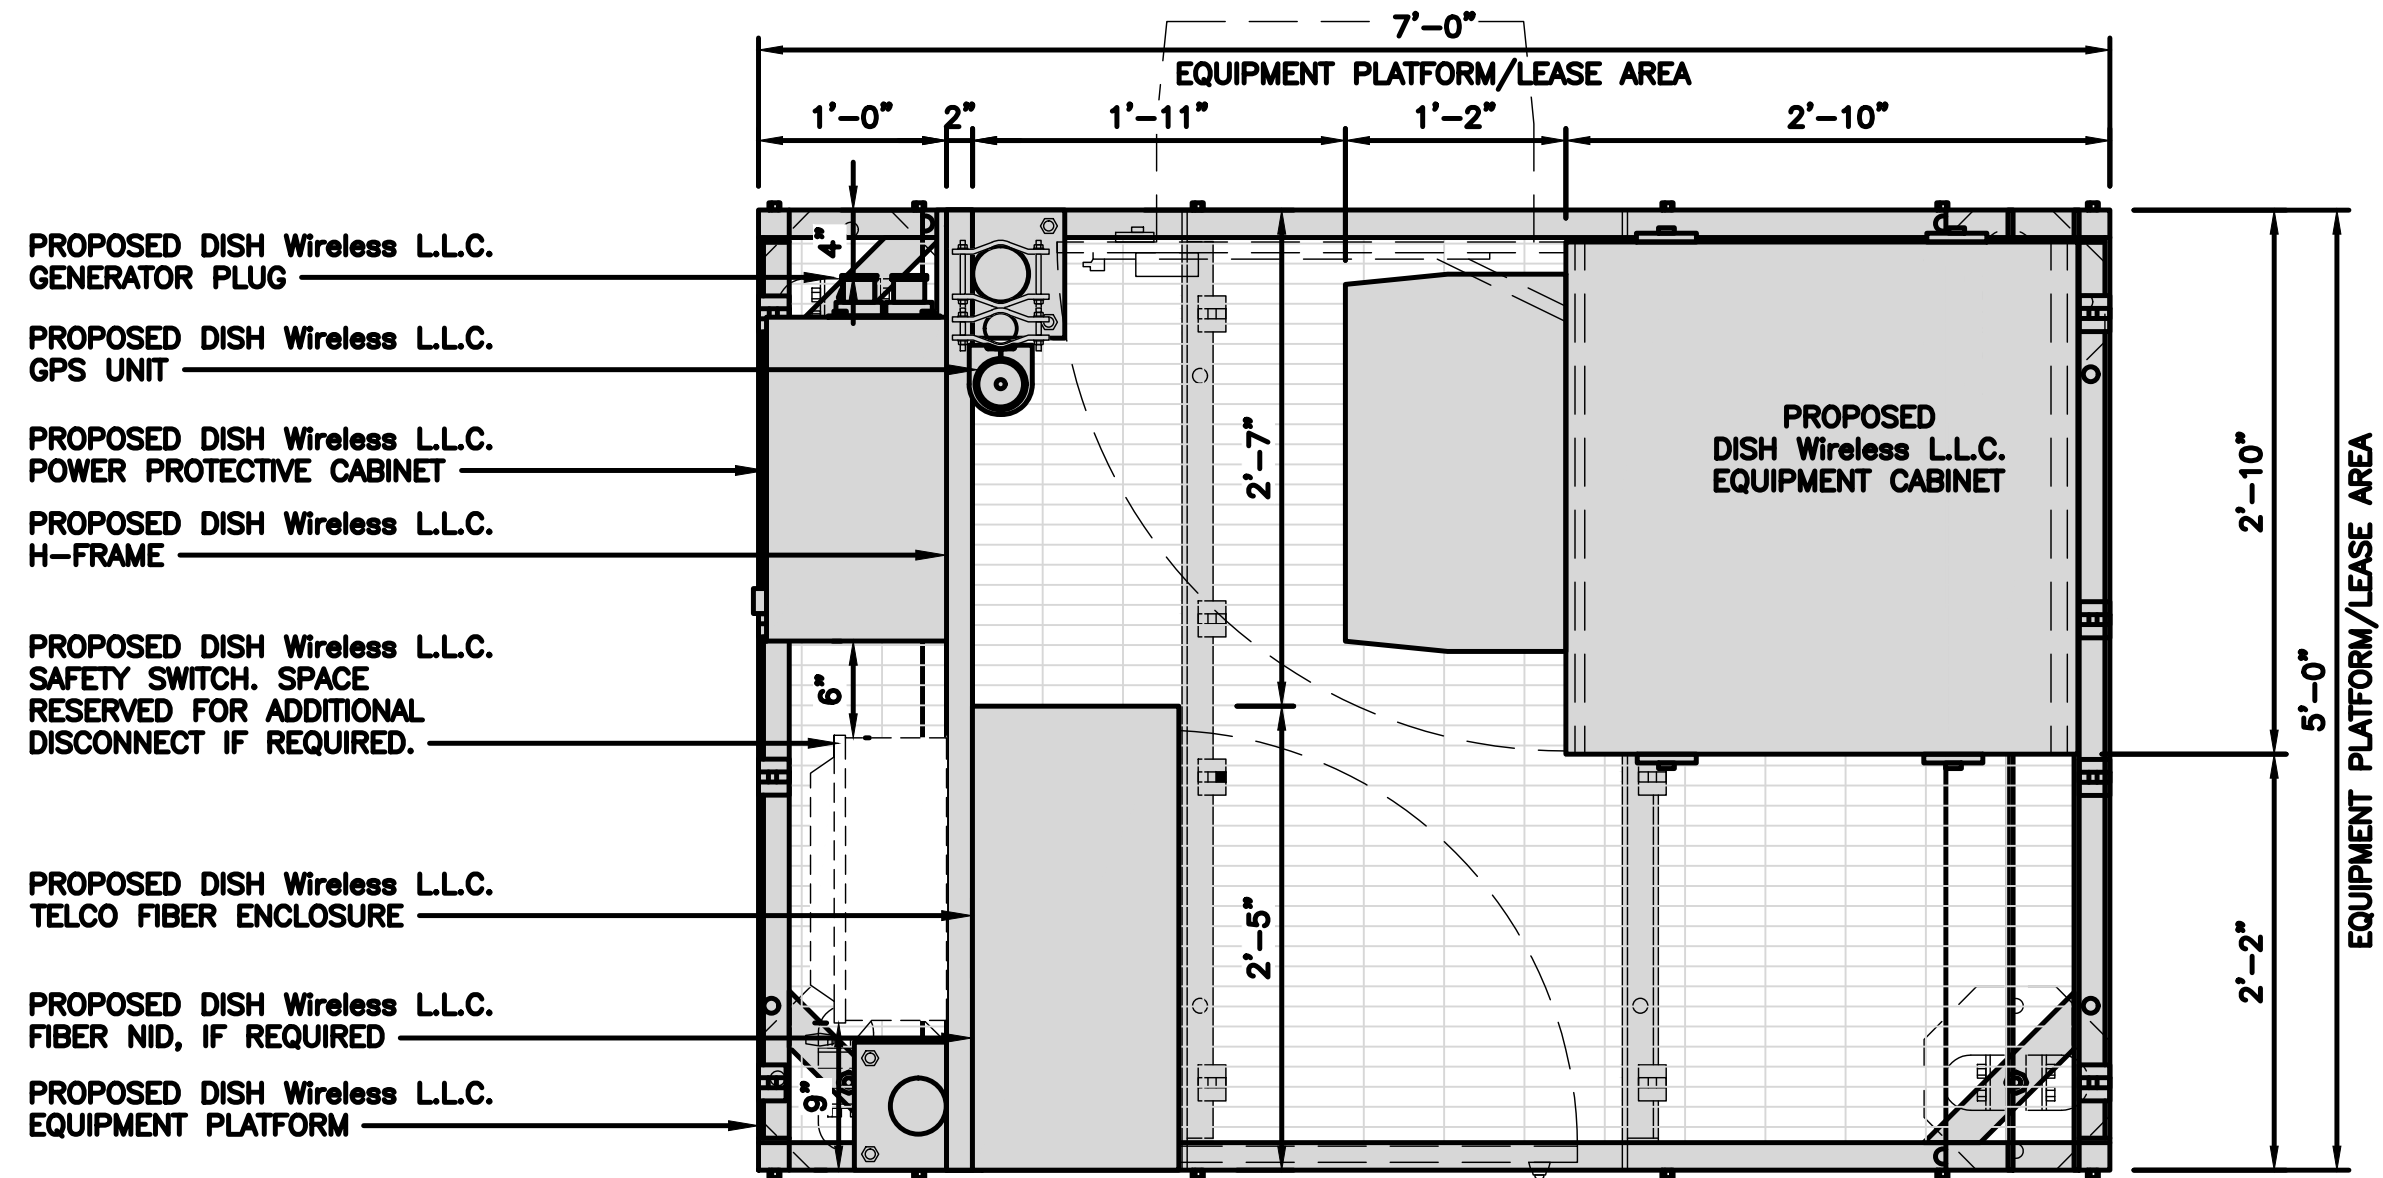 7'-0"
EQUIPMENT PLATFORM/LEASE AREA
1'-0" 2" 1'-11" 1'-2" 2'-10"
4"
PROPOSED DISH Wireless L.L.C.
GENERATOR PLUG
PROPOSED DISH Wireless L.L.C.
GPS UNIT
PROPOSED DISH Wireless L.L.C.
POWER PROTECTIVE CABINET
PROPOSED DISH Wireless L.L.C.
H-FRAME
PROPOSED DISH Wireless L.L.C.
SAFETY SWITCH. SPACE
RESERVED FOR ADDITIONAL
DISCONNECT IF REQUIRED.
PROPOSED DISH Wireless L.L.C.
TELCO FIBER ENCLOSURE
PROPOSED DISH Wireless L.L.C.
FIBER NID, IF REQUIRED
PROPOSED DISH Wireless L.L.C.
EQUIPMENT PLATFORM
6"
9"
2'-7"
2'-5"
PROPOSED
DISH Wireless L.L.C.
EQUIPMENT CABINET
2'-10"
2'-2"
5'-0"
EQUIPMENT PLATFORM/LEASE AREA